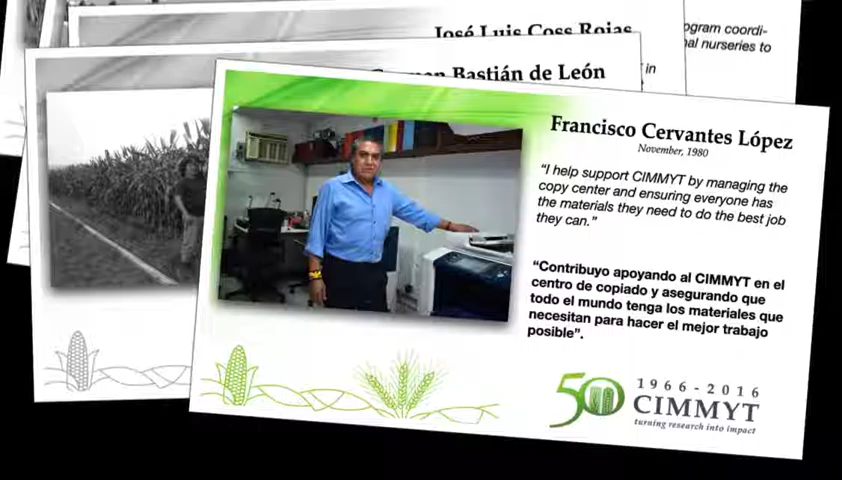 José Luis Coss Rojas
ogram coordi-
al nurseries to
in
Bastián de León
Francisco Cervantes López
November, 1980
“I help support CIMMYT by managing the
copy center and ensuring everyone has
the materials they need to do the best job
they can.”
“Contribuyo apoyando al CIMMYT en el
centro de copiado y asegurando que
todo el mundo tenga los materiales que
necesitan para hacer el mejor trabajo
posible”.
50
1966-2016
CIMMYT
turning research into impact